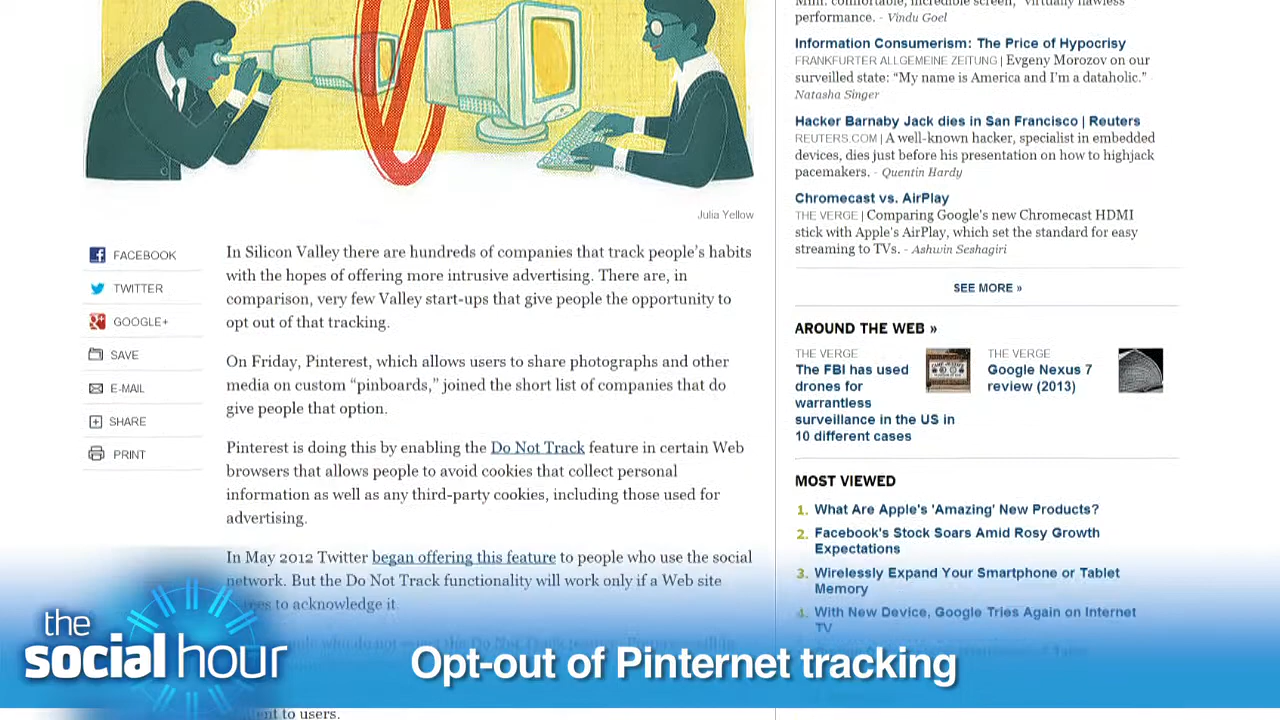 Julia Yellow
FACEBOOK
TWITTER
GOOGLE+
SAVE
E-MAIL
SHARE
PRINT
In Silicon Valley there are hundreds of companies that track people's habits
with the hopes of offering more intrusive advertising. There are, in
comparison, very few Valley start-ups that give people the opportunity to
opt out of that tracking.
On Friday, Pinterest, which allows users to share photographs and other
media on custom “pinboards,” joined the short list of companies that do
give people that option.
Pinterest is doing this by enabling the Do Not Track feature in certain Web
browsers that allows people to avoid cookies that collect personal
information as well as any third-party cookies, including those used for
advertising.
In May 2012 Twitter began offering this feature to people who use the social
network. But the Do Not Track functionality will work only if a Web site
to acknowledge it.
to users.
performance. - Vindu Goel
Information Consumerism: The Price of Hypocrisy
FRANKFURTER ALLGEMEINE ZEITUNG | Evgeny Morozov on our
surveilled state: “My name is America and I'm a dataholic.”
Natasha Singer
Hacker Barnaby Jack dies in San Francisco | Reuters
REUTERS.COM | A well-known hacker, specialist in embedded
devices, dies just before his presentation on how to highjack
pacemakers. - Quentin Hardy
Chromecast vs. AirPlay
THE VERGE | Comparing Google's new Chromecast HDMI
stick with Apple's AirPlay, which set the standard for easy
streaming to TVs. - Ashwin Seshagiri
SEE MORE »
AROUND THE WEB »
THE VERGE
The FBI has used
drones for
warrantless
surveillance in the US in
10 different cases
THE VERGE
Google Nexus 7
review (2013)
MOST VIEWED
1. What Are Apple's 'Amazing' New Products?
2. Facebook's Stock Soars Amid Rosy Growth
Expectations
3. Wirelessly Expand Your Smartphone or Tablet
Memory
4. With New Device, Google Tries Again on Internet
TV
the
social hour
Opt-out of Pinternet tracking